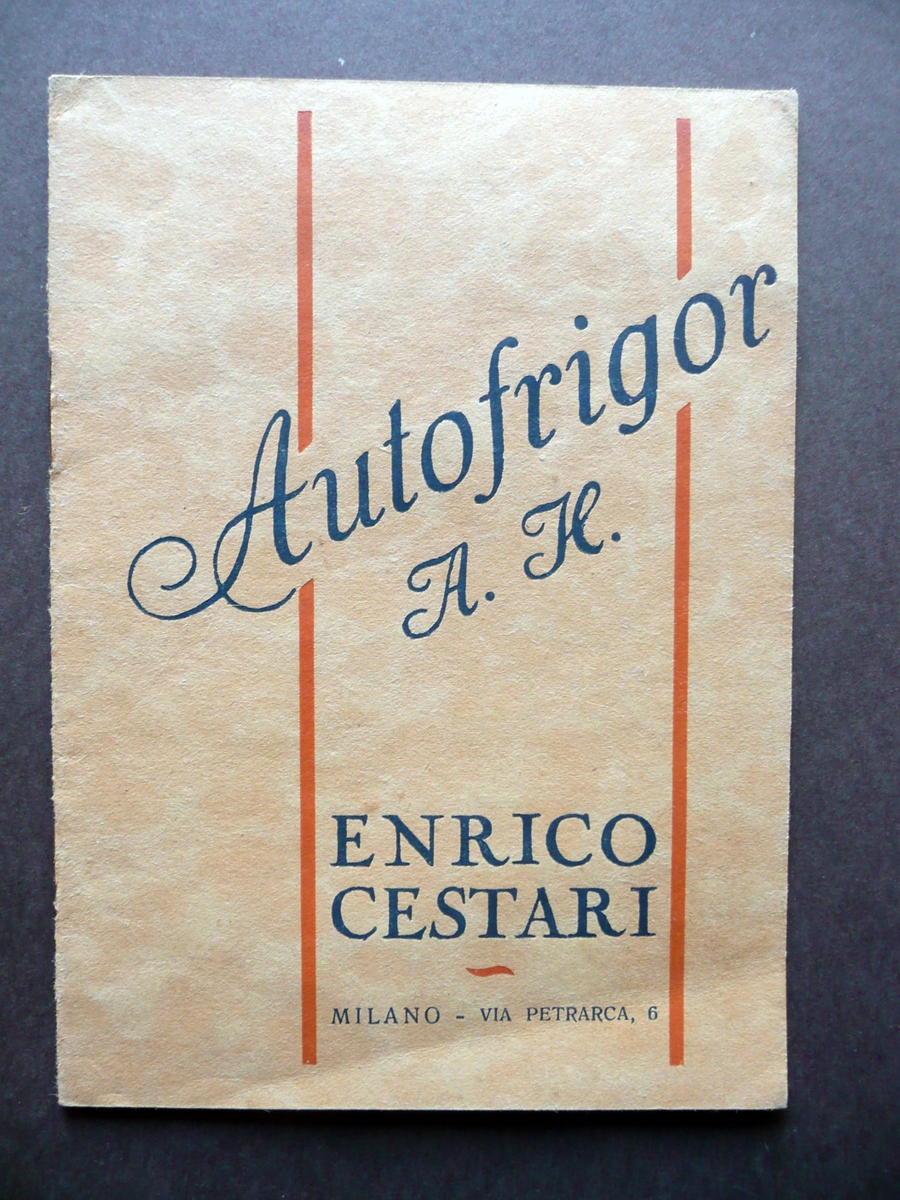 Autofrigor
A. H.
ENRICO
CESTARI
MILANO - VIA PETRARCA, 6